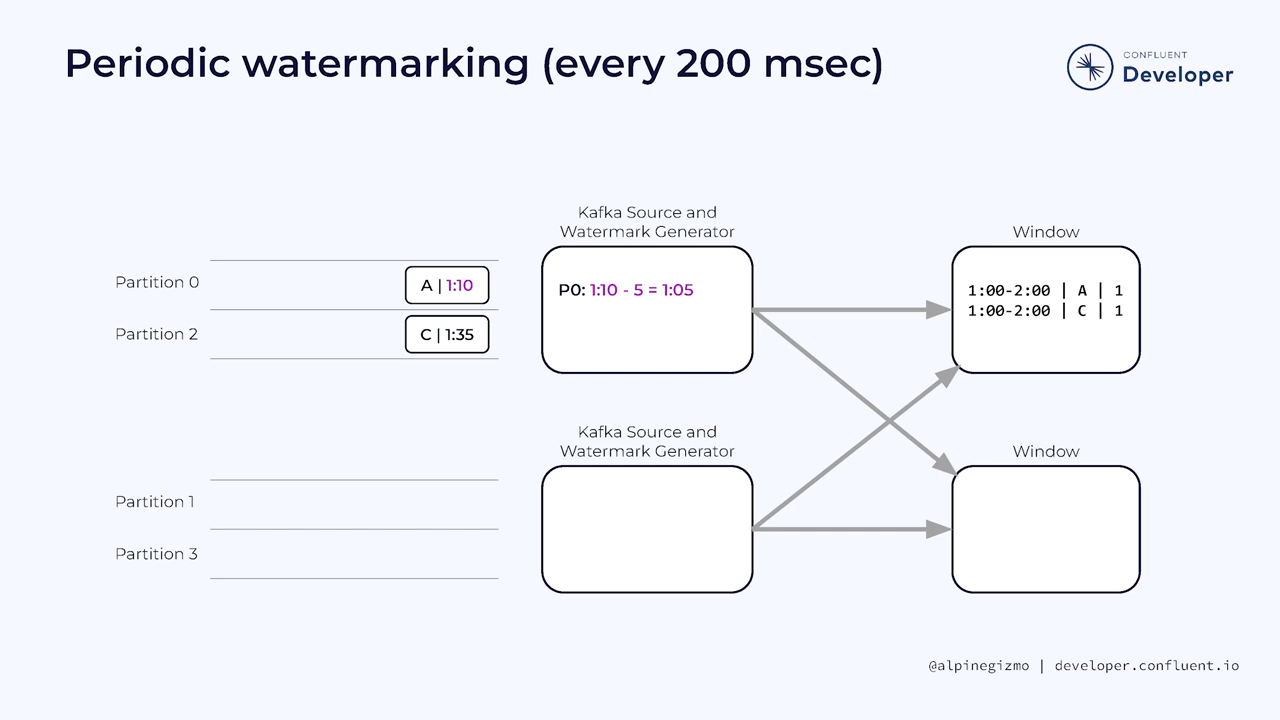 Periodic watermarking (every 200 msec)
CONFLUENT
Developer
Kafka Source and
Watermark Generator
Window
Partition 0
A | 1:10
P0: 1:10 - 5 = 1:05
1:00-2:00 | A | 1
1:00-2:00 | C | 1
Partition 2
C | 1:35
Kafka Source and
Watermark Generator
Window
Partition 1
Partition 3
@alpinegizmo | developer.confluent.io